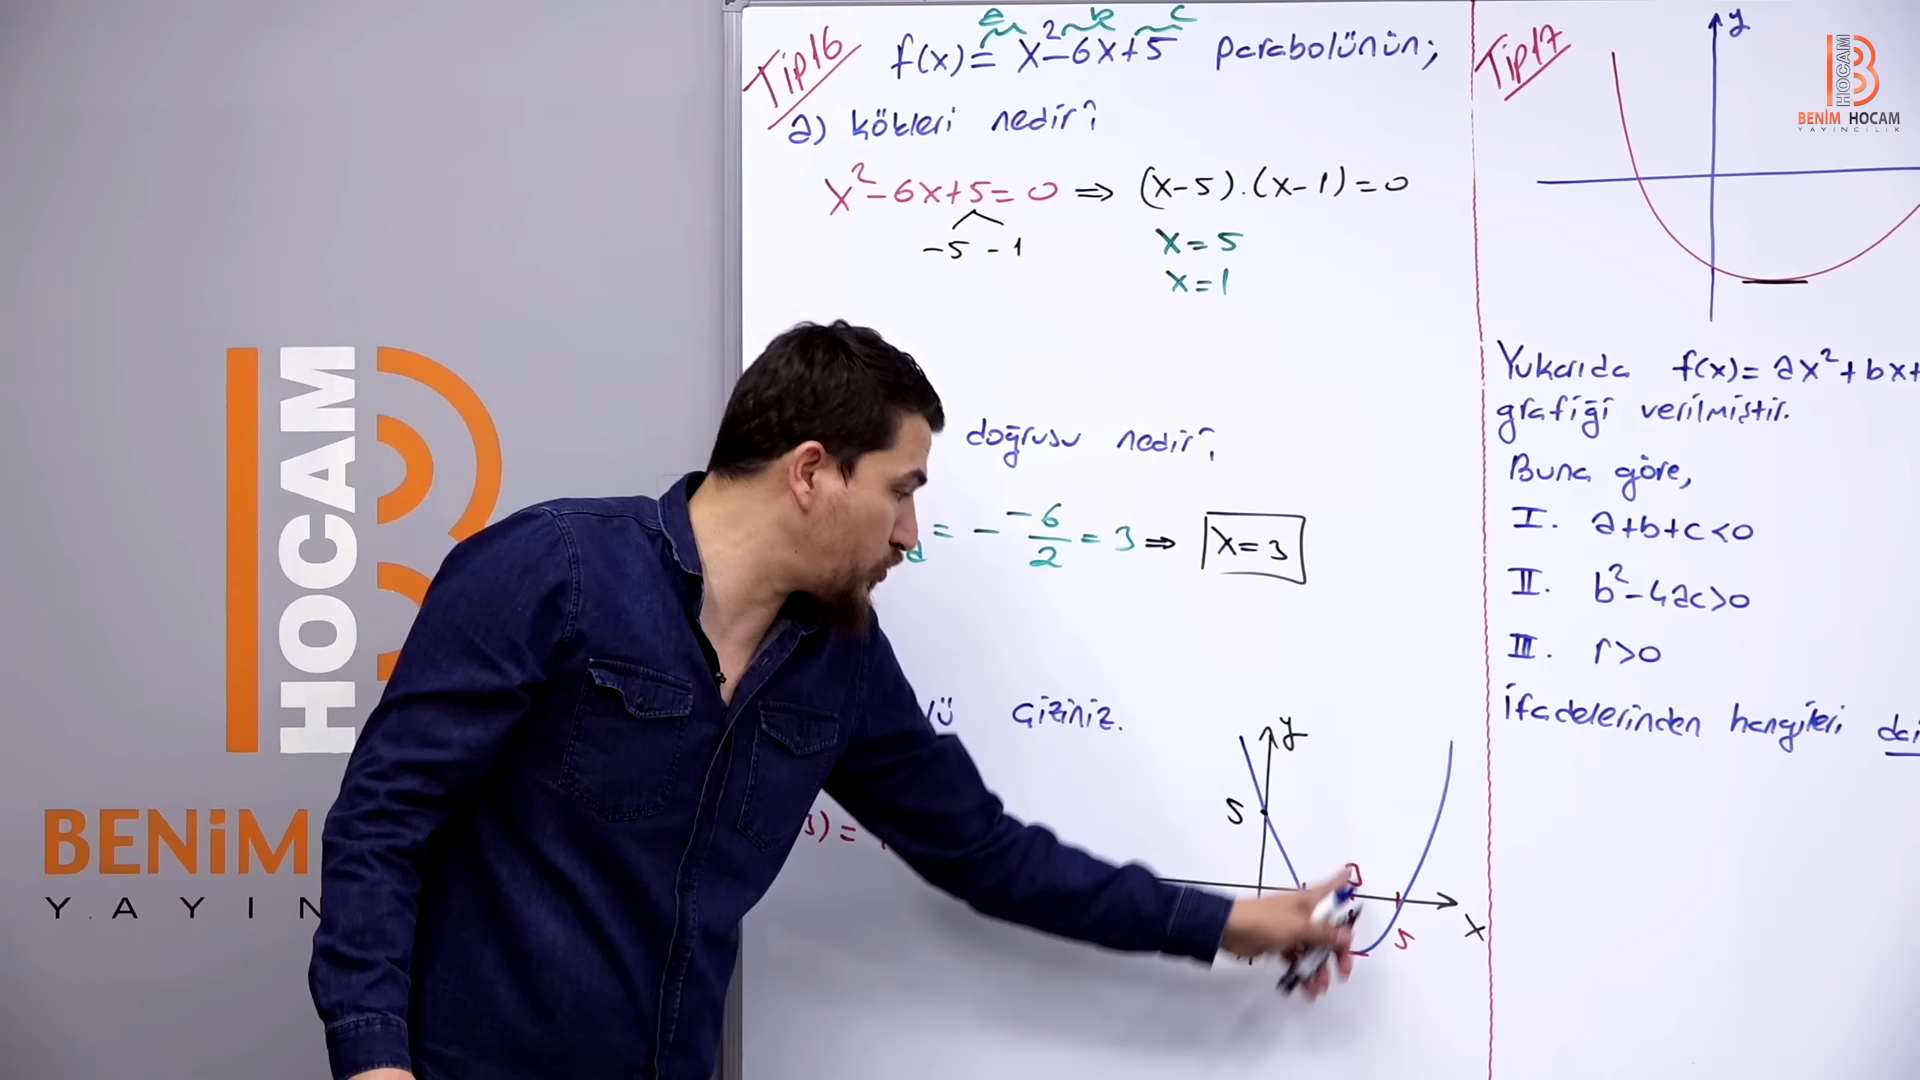 Tip16
a b c
f(x)= x²-6x+5 parabolünün;
a) kökleri nedir?
x²-6x+5=0 ⇒ (x-5).(x-1)=0
-5 -1
x=5
x=1
doğrusu nedir?
= - -6/2 = 3 ⇒ x=3
çiziniz.
y
5
3) =
5
x
Tip17
y
Yukarıda f(x)= ax²+bx+
grafiği verilmiştir.
Buna göre,
I. a+b+c<0
II. b²-4ac>0
III. r>0
İfadelerinden hangileri
HOCAM
BENİM HOCAM
YAYINCILIK
HOCAM
BENİM
YAYIN